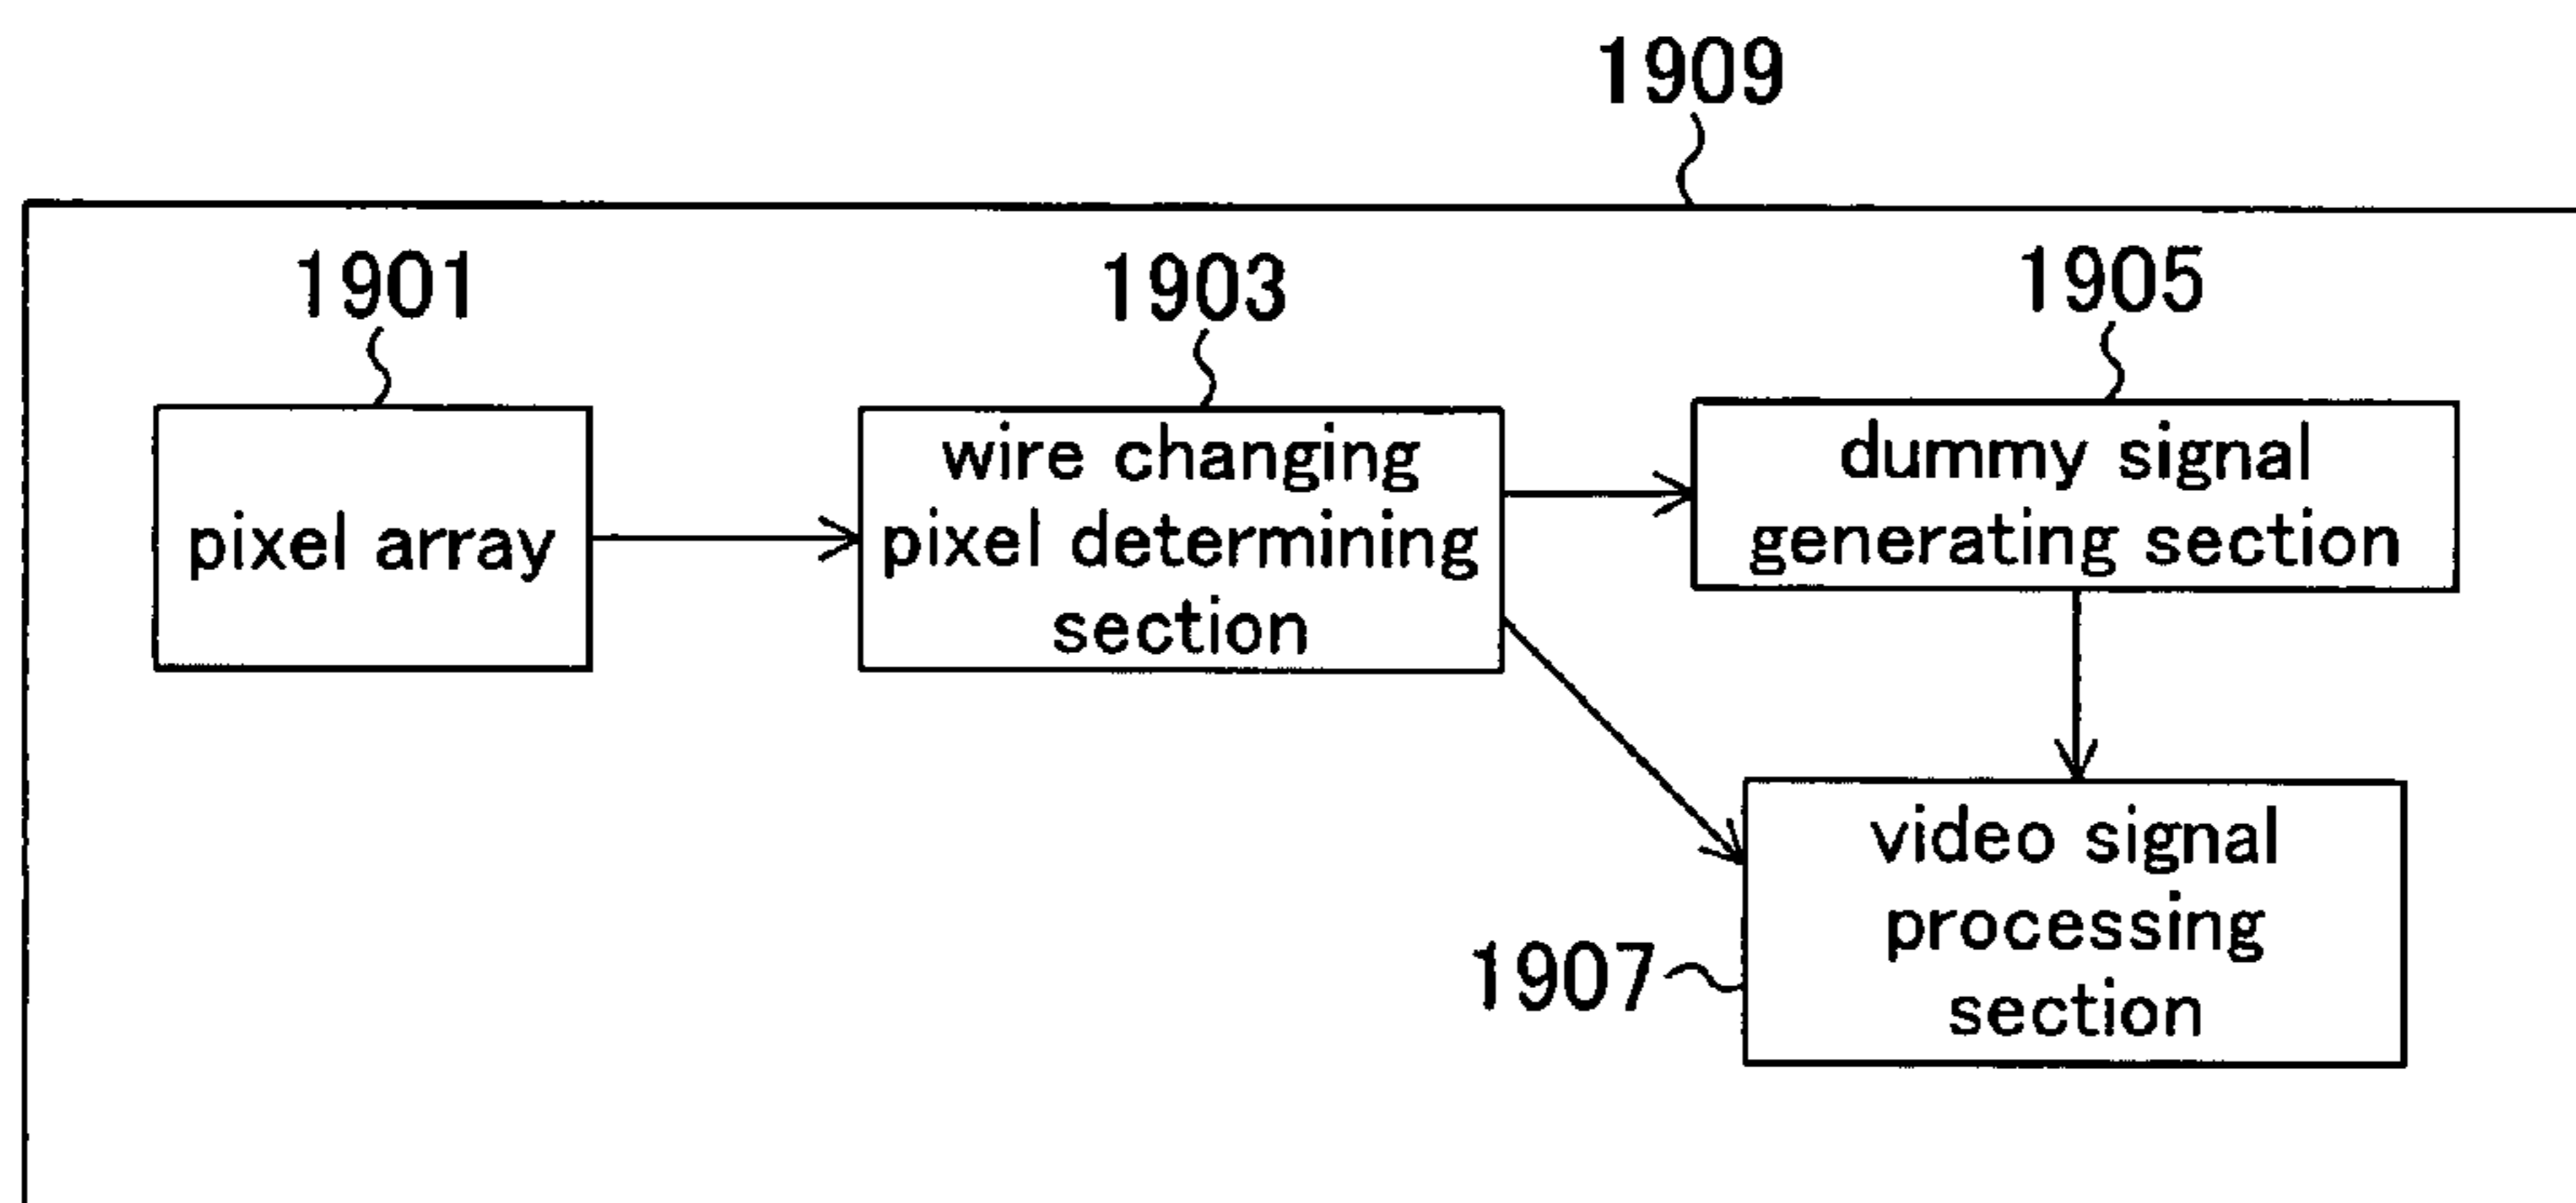 1909
1901
1903
1905
pixel array
wire changing
pixel determining
section
dummy signal
generating section
video signal
processing
section
1907